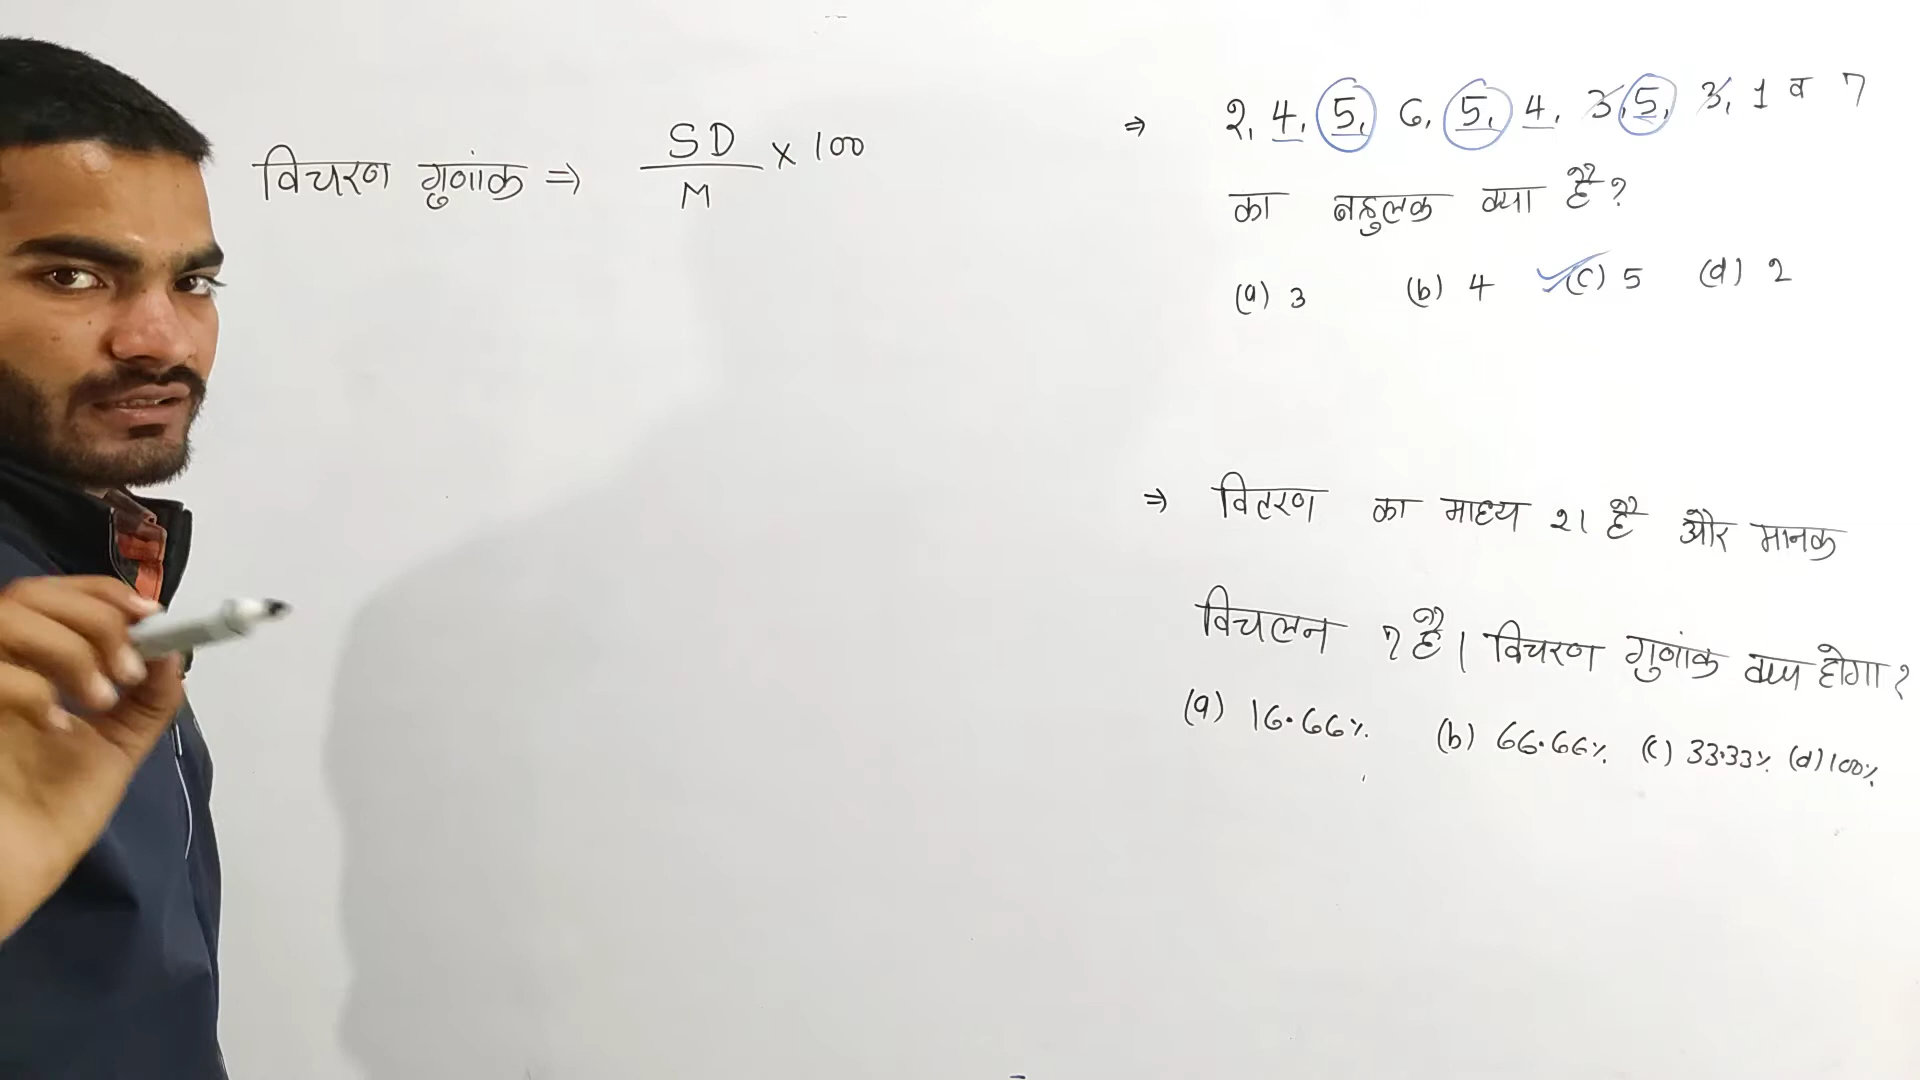 विचरण गुणांक ⇒ SD/M × 100
⇒ 2, 4, 5, 6, 5, 4, 3, 5, 3, 1 व 7
का बहुलक क्या है?
(a) 3 (b) 4 (c) 5 (d) 2
⇒ वितरण का माध्य 21 है और मानक
विचलन 7 है। विचरण गुणांक क्या होगा?
(a) 16.66% (b) 66.66% (c) 33.33% (d) 100%